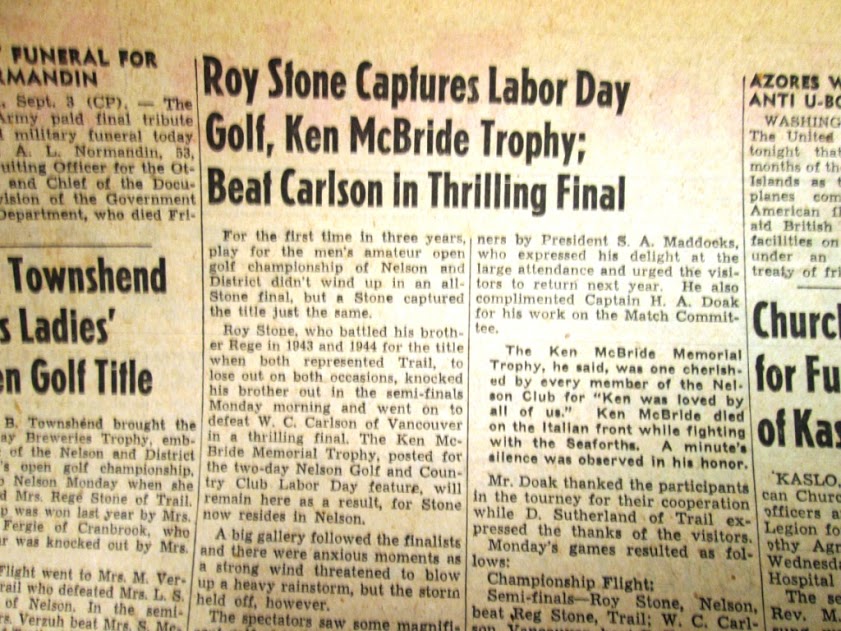 FUNERAL FOR
RMANDIN
Sept. 3 (CP). — The
Army paid final tribute
military funeral today
A. L. Normandin, 53,
uiting Officer for the Ot-
and Chief of the Docu-
vision of the Government
Department, who died Fri-
Townshend
s Ladies'
en Golf Title
B. Townshend brought the
ay Breweries Trophy, emb-
of the Nelson and District
's open golf championship,
Nelson Monday when she
Mrs. Rege Stone of Trail.
p was won last year by Mrs.
Fergie of Cranbrook, who
ar was knocked out by Mrs.
Flight went to Mrs. M. Ver-
rail who defeated Mrs. L. S.
of Nelson. In the semi-
rs. Verzuh beat Mrs. S. Mc-
Roy Stone Captures Labor Day
Golf, Ken McBride Trophy;
Beat Carlson in Thrilling Final
For the first time in three years,
play for the men's amateur open
golf championship of Nelson and
District didn't wind up in an all-
Stone final, but a Stone captured
the title just the same.
Roy Stone, who battled his broth-
er Rege in 1943 and 1944 for the title
when both represented Trail, to
lose out on both occasions, knocked
his brother out in the semi-finals
Monday morning and went on to
defeat W. C. Carlson of Vancouver
in a thrilling final. The Ken Mc-
Bride Memorial Trophy, posted for
the two-day Nelson Golf and Coun-
try Club Labor Day feature, will
remain here as a result, for Stone
now resides in Nelson.
A big gallery followed the finalists
and there were anxious moments as
a strong wind threatened to blow
up a heavy rainstorm, but the storm
held off, however.
The spectators saw some magnifi-
ners by President S. A. Maddocks,
who expressed his delight at the
large attendance and urged the visi-
tors to return next year. He also
complimented Captain H. A. Doak
for his work on the Match Commit-
tee.
The Ken McBride Memorial
Trophy, he said, was one cherish-
ed by every member of the Nel-
son Club for "Ken was loved by
all of us." Ken McBride died
on the Italian front while fighting
with the Seaforths. A minute's
silence was observed in his honor.
Mr. Doak thanked the participants
in the tourney for their cooperation
while D. Sutherland of Trail ex-
pressed the thanks of the visitors.
Monday's games resulted as fol-
lows:
Championship Flight:
Semi-finals—Roy Stone, Nelson,
beat Reg Stone, Trail; W. C. Carl-
son, Vancouver
AZORES W
ANTI U-BO
WASHING
The United
tonight that
months of the
Islands as
planes com
American fl
aid British
facilities on
under an
treaty of fri
Church
for Fu
of Kas
KASLO,
can Churc
officers a
Legion fo
othy Agr
Wednesda
Hospital
The se
Rev. M.